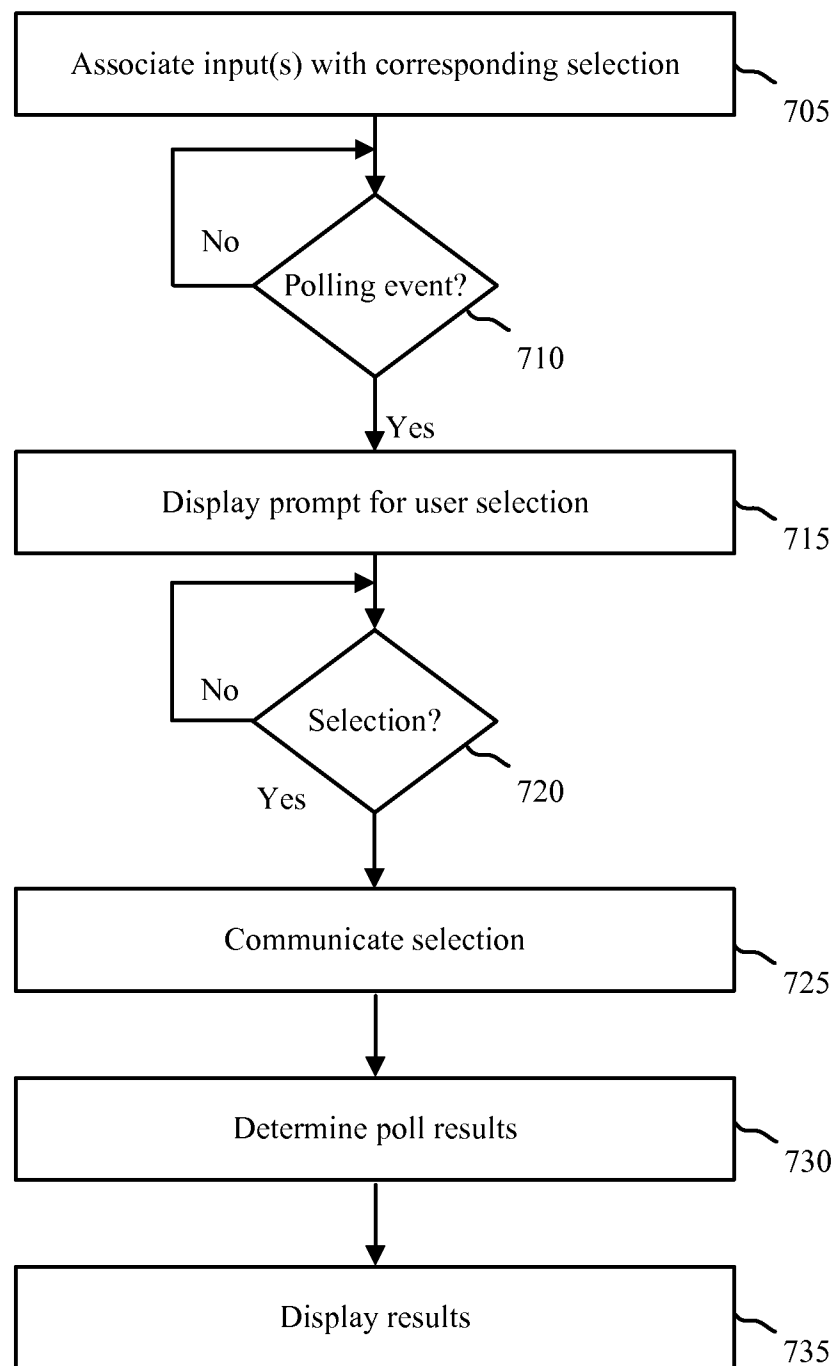 Associate input(s) with corresponding selection
705
No
Polling event?
710
Yes
Display prompt for user selection
715
No
Selection?
720
Yes
Communicate selection
725
Determine poll results
730
Display results
735